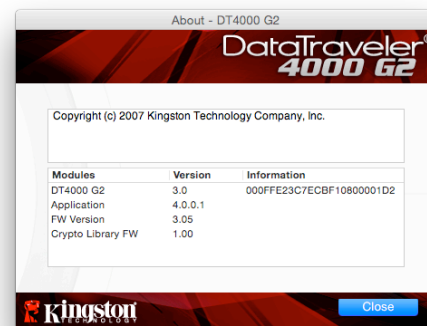 About - DT4000 G2
DataTraveler®
4000 G2
Copyright (c) 2007 Kingston Technology Company, Inc.
Modules Version Information
DT4000 G2 3.0 000FFE23C7ECBF10800001D2
Application 4.0.0.1
FW Version 3.05
Crypto Library FW 1.00
Kingston
TECHNOLOGY
Close